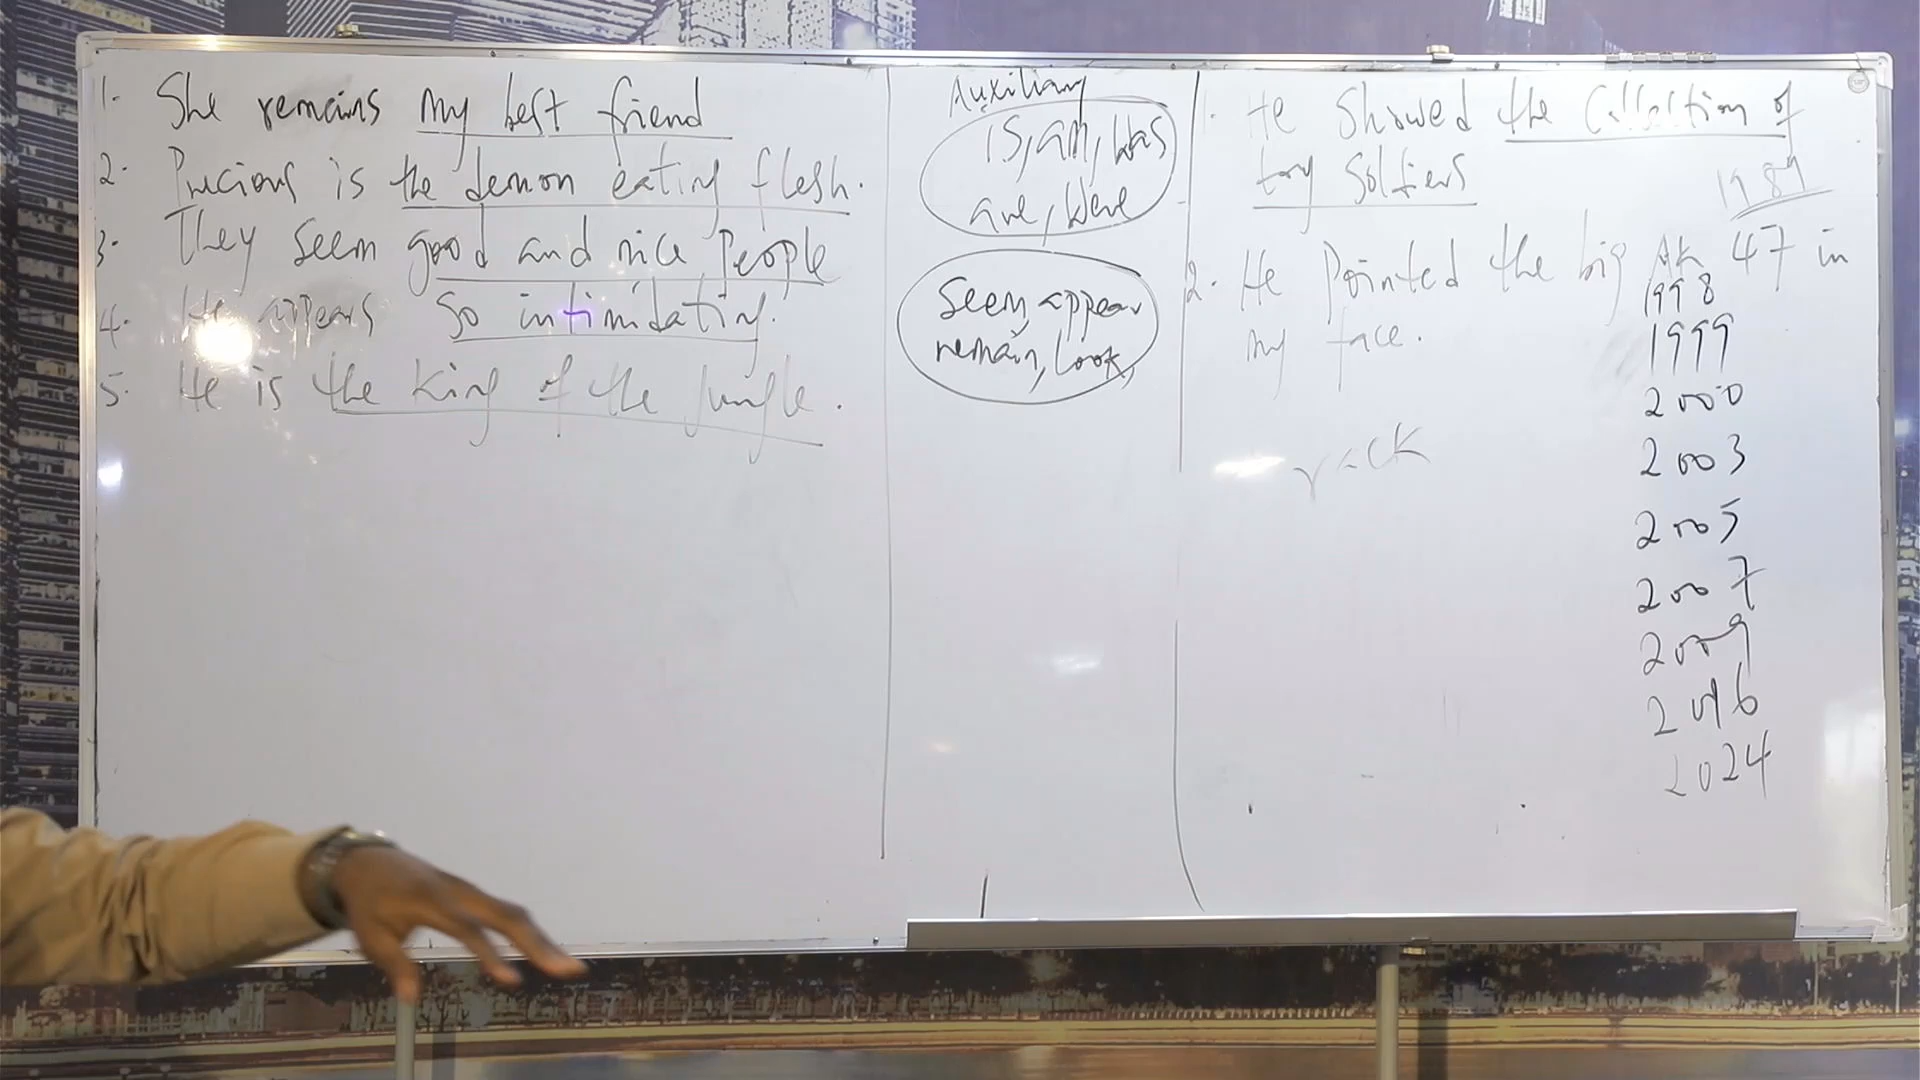 1. She remains my best friend
2. Precious is the demon eating flesh.
3. They seem good and nice People
4. He appears so intimidating.
5. He is the King of the Jungle.
Auxiliary
is, am, was
are, were
Seem, appear
remain, look,
1. He Showed the Collection of
toy Soldiers
1989
2. He Pointed the big AK 47 in
my face.
1998
1999
2000
2003
2005
2007
2009
2016
2024